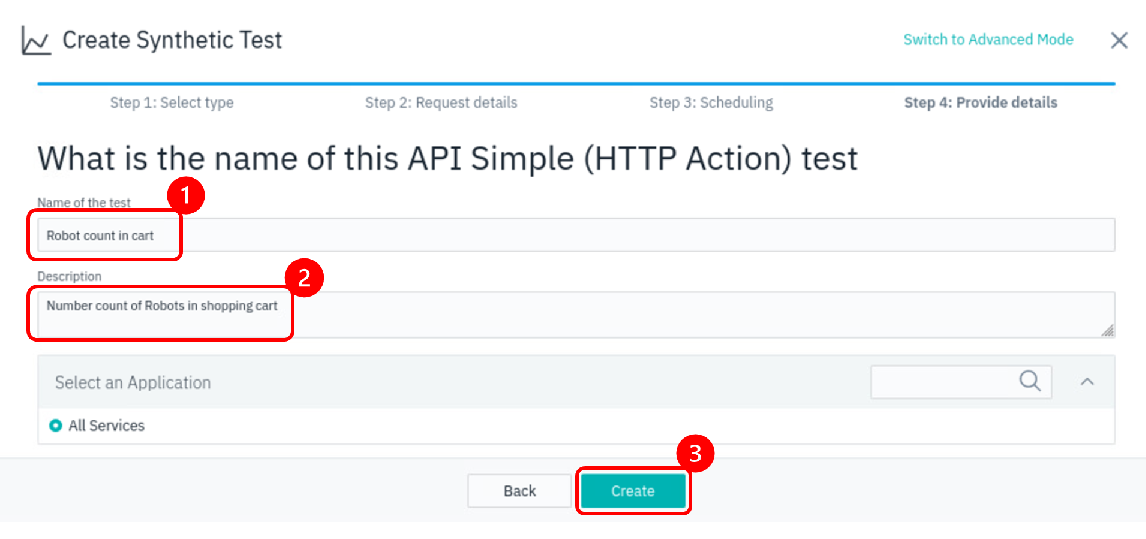 Create Synthetic Test
Switch to Advanced Mode
Step 1: Select type
Step 2: Request details
Step 3: Scheduling
Step 4: Provide details
What is the name of this API Simple (HTTP Action) test
1
Name of the test
Robot count in cart
2
Description
Number count of Robots in shopping cart
Select an Application
All Services
3
Back
Create